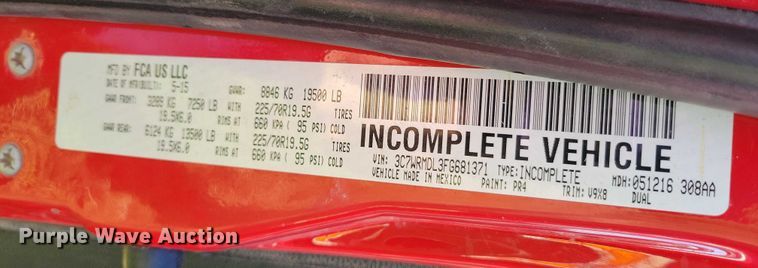 MFD BY FCA US LLC
DATE OF MFR/BUILT: 5-15 GVWR: 8846 KG 19500 LB
GAWR FRONT: 3289 KG 7250 LB WITH 225/70R19.5G TIRES
19.5X6.0 RIMS AT 660 KPA ( 95 PSI) COLD
GAWR REAR: 6124 KG 13500 LB WITH 225/70R19.5G TIRES
19.5X6.0 RIMS AT 660 KPA ( 95 PSI) COLD
INCOMPLETE VEHICLE
VIN: 3C7WRMDL3FG681371 TYPE: INCOMPLETE MDH: 051216 308AA
MADE IN MEXICO PAINT: PR4 TRIM: V9X8 DUAL
Purple Wave Auction